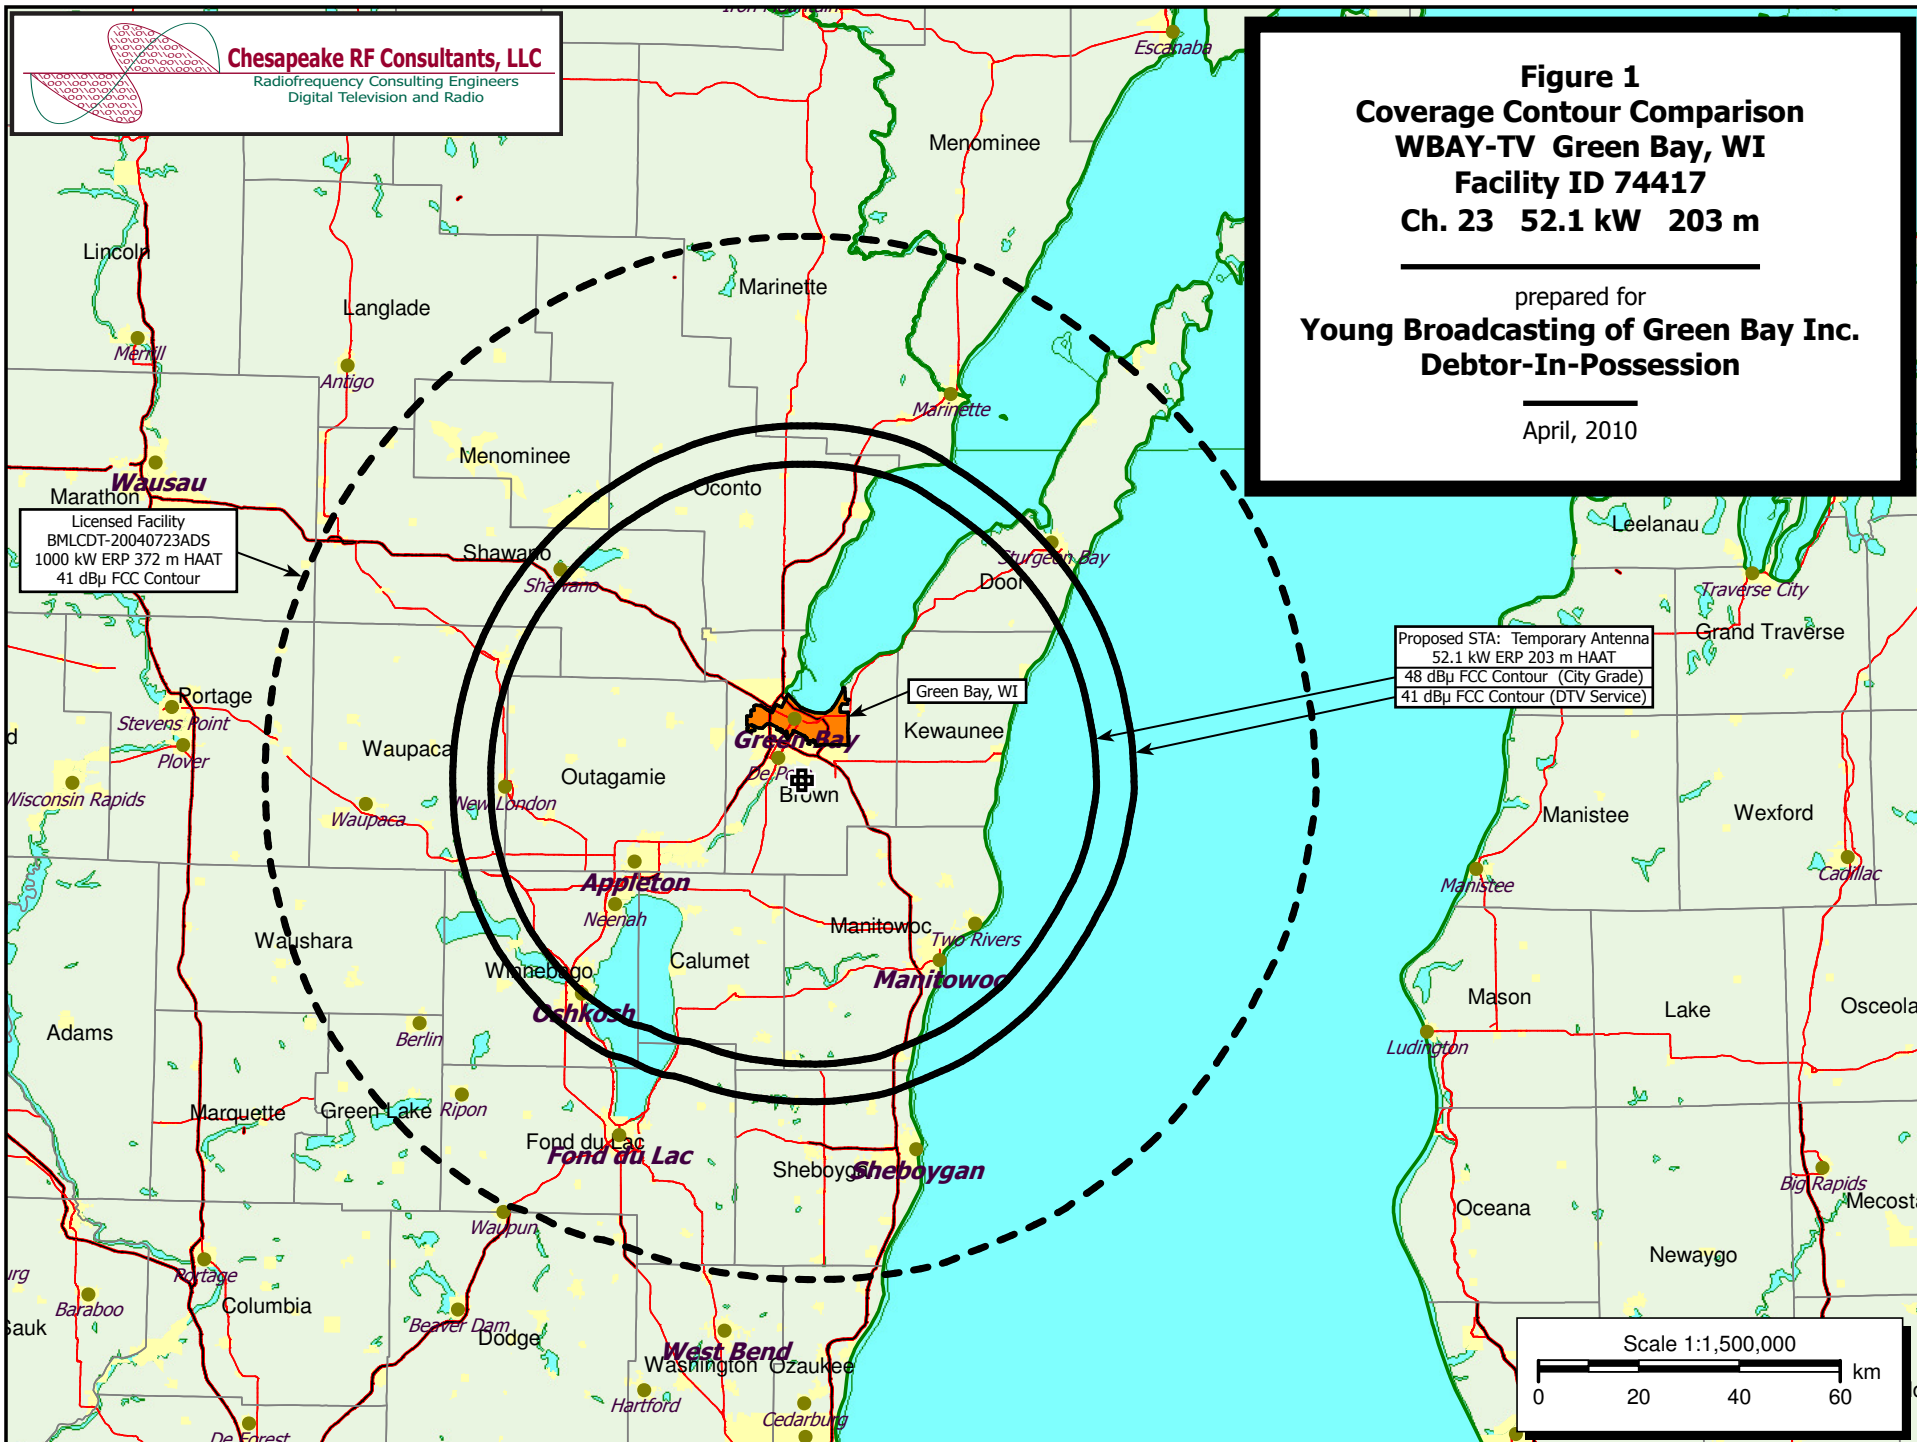 Chesapeake RF Consultants, LLC
Radiofrequency Consulting Engineers
Digital Television and Radio
Figure 1
Coverage Contour Comparison
WBAY-TV Green Bay, WI
Facility ID 74417
Ch. 23 52.1 kW 203 m
prepared for
Young Broadcasting of Green Bay Inc.
Debtor-In-Possession
April, 2010
Iron Mountain
Escanaba
Menominee
Lincoln
Langlade
Marinette
Merrill
Antigo
Marinette
Menominee
Wausau
Marathon
Oconto
Licensed Facility
BMLCDT-20040723ADS
1000 kW ERP 372 m HAAT
41 dBµ FCC Contour
Shawano
Shawano
Sturgeon Bay
Door
Leelanau
Traverse City
Grand Traverse
Proposed STA: Temporary Antenna
52.1 kW ERP 203 m HAAT
48 dBµ FCC Contour (City Grade)
41 dBµ FCC Contour (DTV Service)
Green Bay, WI
Portage
Stevens Point
Plover
Waupaca
Outagamie
Green Bay
Kewaunee
De Pere
Brown
Wisconsin Rapids
Waupaca
New London
Manistee
Wexford
Appleton
Neenah
Manistee
Cadillac
Waushara
Manitowoc
Two Rivers
Winnebago
Calumet
Manitowoc
Oshkosh
Adams
Berlin
Mason
Lake
Osceola
Ludington
Marquette
Green Lake
Ripon
Fond du Lac
Fond du Lac
Sheboygan
Sheboygan
Big Rapids
Mecosta
Oceana
Waupun
Newaygo
Portage
Baraboo
Columbia
Sauk
Beaver Dam
Dodge
West Bend
Washington
Ozaukee
Hartford
Cedarburg
De Forest
Scale 1:1,500,000
km
0 20 40 60